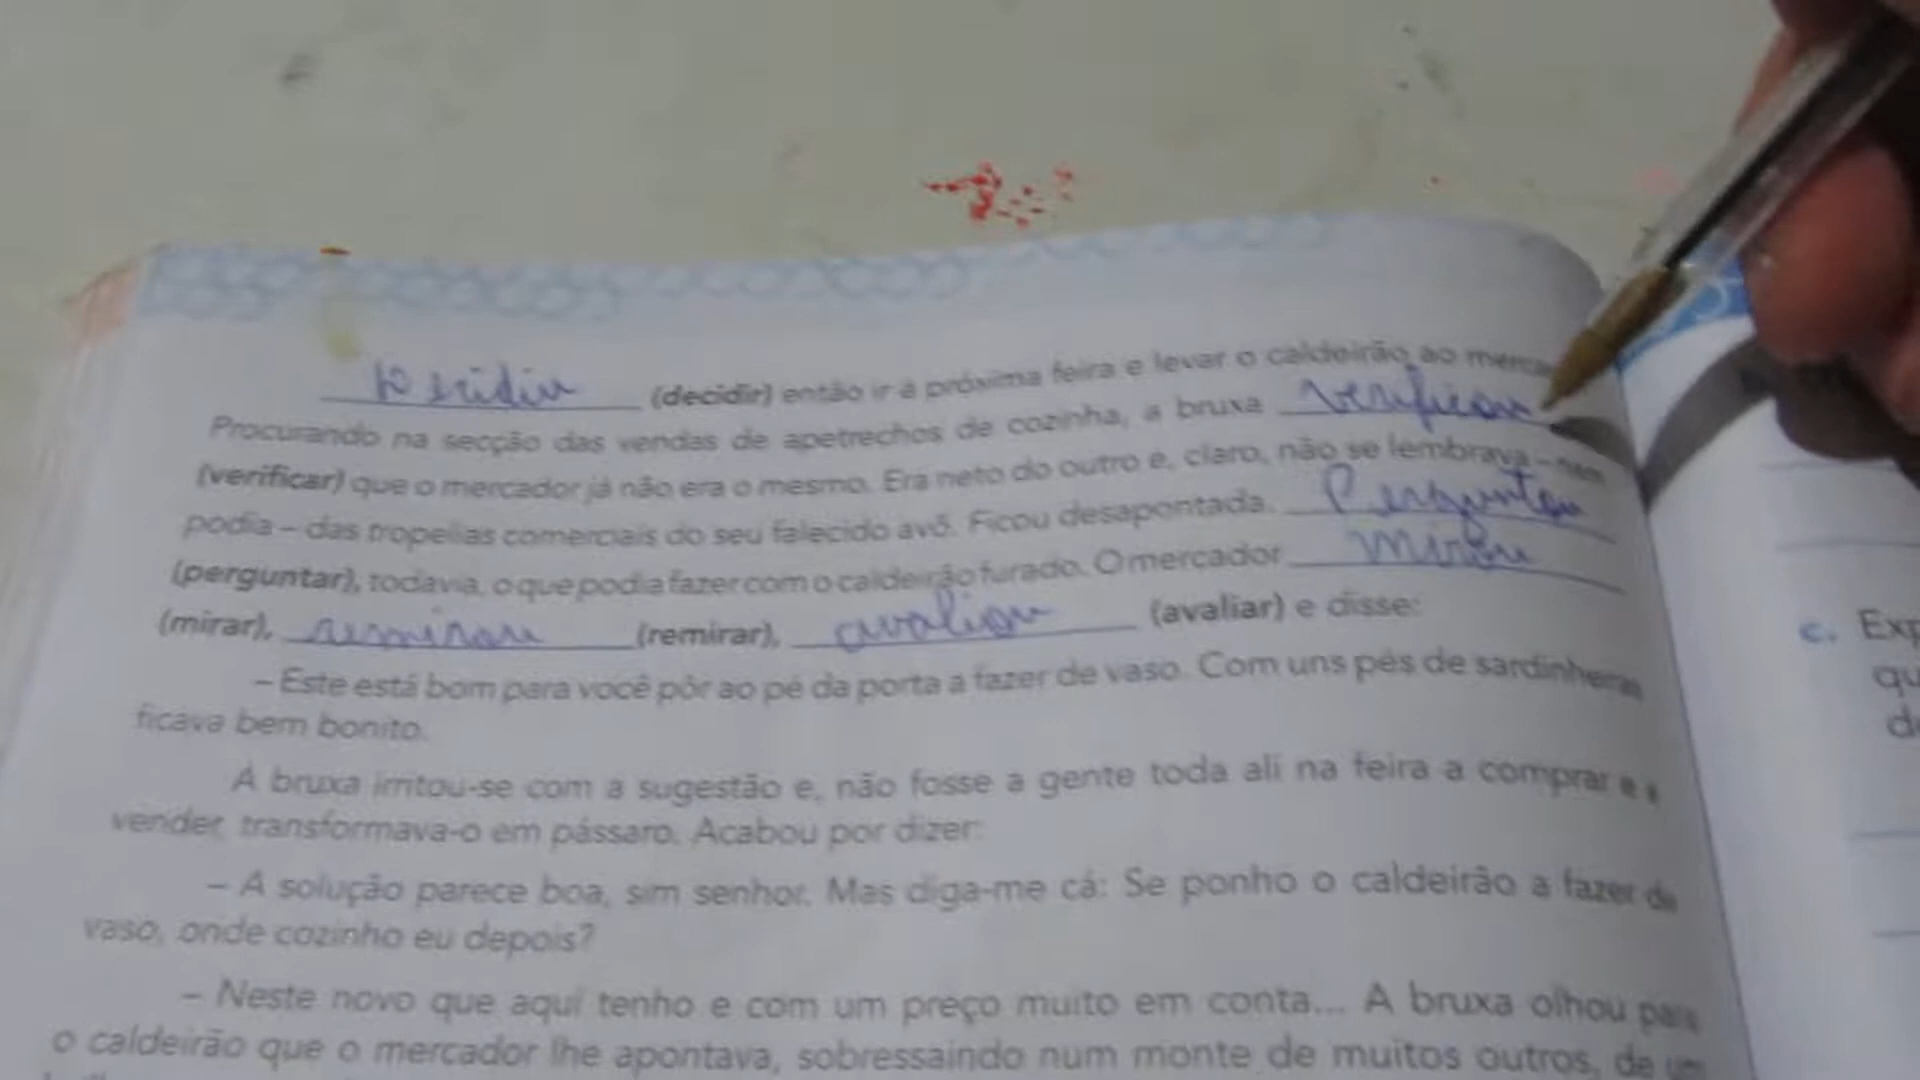 Decidiu (decidir) então ir à próxima feira e levar o caldeirão ao
Procurando na secção das vendas de apetrechos de cozinha, a bruxa verificou
(verificar) que o mercador já não era o mesmo. Era neto do outro e, claro, não se lembrava – nem
podia – das tropelias comerciais do seu falecido avô. Ficou desapontada. Perguntou
(perguntar), todavia, o que podia fazer com o caldeirão furado. O mercador mirou
(mirar), remirou (remirar), avaliou (avaliar) e disse:
– Este está bom para você pôr ao pé da porta a fazer de vaso. Com uns pés de sardinheiras
ficava bem bonito.
A bruxa irritou-se com a sugestão e, não fosse a gente toda ali na feira a comprar e a
vender, transformava-o em pássaro. Acabou por dizer:
– A solução parece boa, sim senhor. Mas diga-me cá: Se ponho o caldeirão a fazer de
vaso, onde cozinho eu depois?
– Neste novo que aqui tenho e com um preço muito em conta... A bruxa olhou para
o caldeirão que o mercador lhe apontava, sobressaindo num monte de muitos outros, de um
c. Exp
qu
d